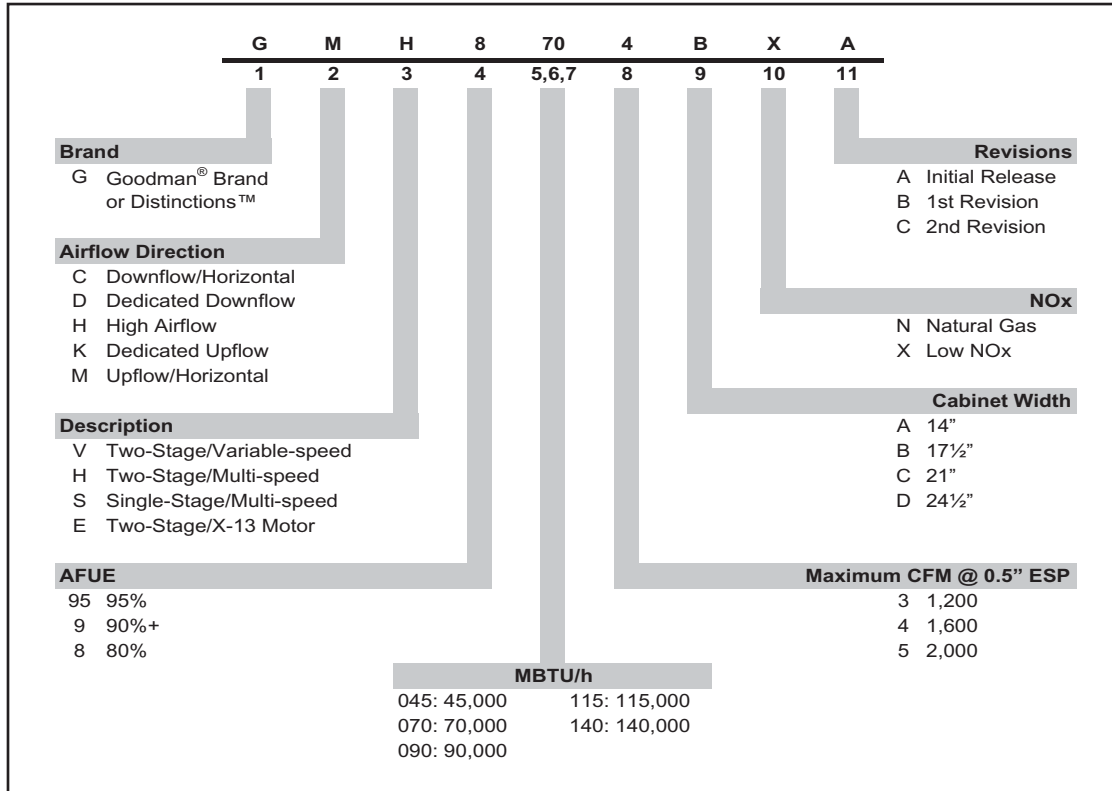 G M H 8 70 4 B X A
1 2 3 4 5,6,7 8 9 10 11
Brand
G Goodman® Brand
or Distinctions™
Airflow Direction
C Downflow/Horizontal
D Dedicated Downflow
H High Airflow
K Dedicated Upflow
M Upflow/Horizontal
Description
V Two-Stage/Variable-speed
H Two-Stage/Multi-speed
S Single-Stage/Multi-speed
E Two-Stage/X-13 Motor
AFUE
95 95%
9 90%+
8 80%
MBTU/h
045: 45,000 115: 115,000
070: 70,000 140: 140,000
090: 90,000
Revisions
A Initial Release
B 1st Revision
C 2nd Revision
NOx
N Natural Gas
X Low NOx
Cabinet Width
A 14”
B 17½”
C 21”
D 24½”
Maximum CFM @ 0.5” ESP
3 1,200
4 1,600
5 2,000